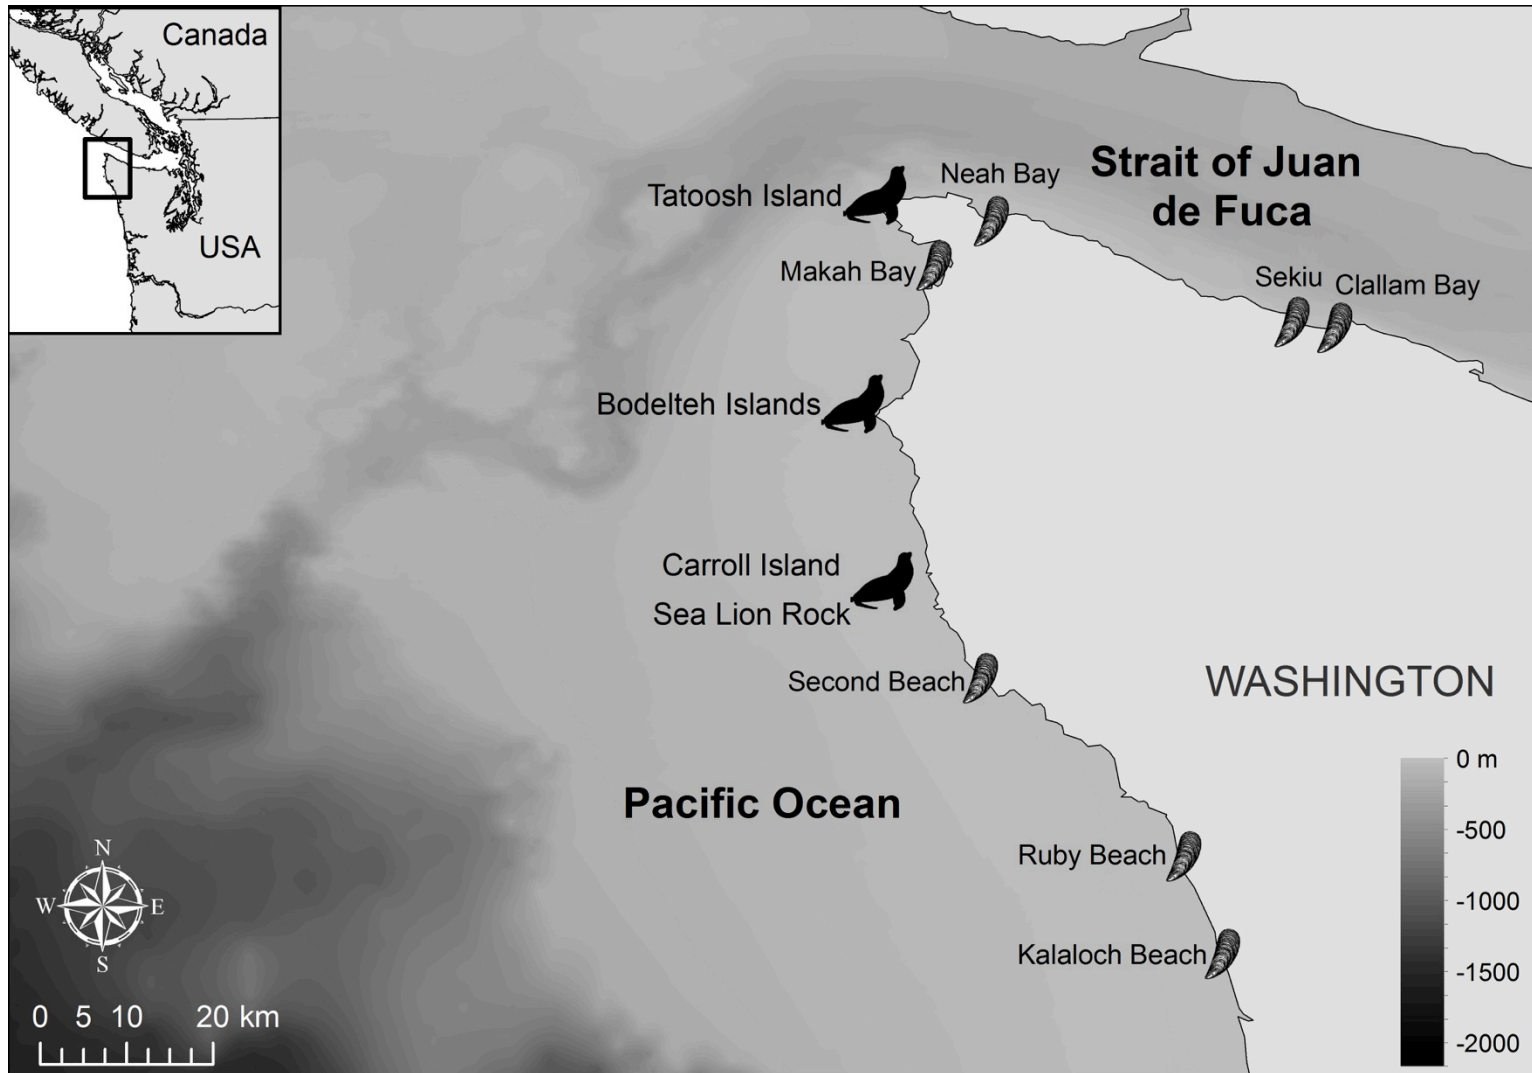 Canada
USA
Strait of Juan
de Fuca
Neah Bay
Tatoosh Island
Makah Bay
Sekiu
Clallam Bay
Bodelteh Islands
Carroll Island
Sea Lion Rock
Second Beach
WASHINGTON
Pacific Ocean
Ruby Beach
Kalaloch Beach
N
W E
S
0 5 10 20 km
0 m
-500
-1000
-1500
-2000